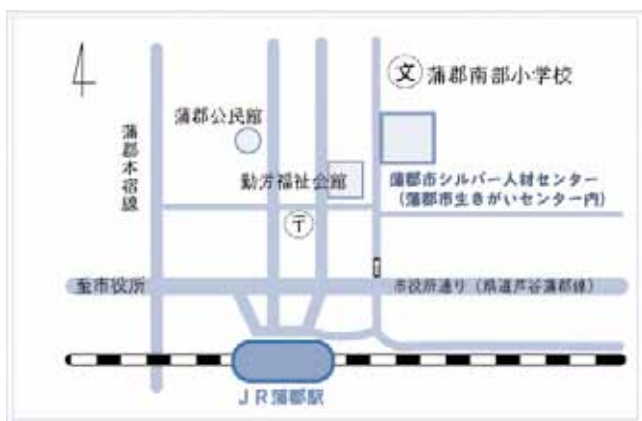 文 蒲郡南部小学校
蒲郡公民館
蒲郡本宿線
勤労福祉会館
蒲郡市シルバー人材センター
(蒲郡市生きがいセンター内)
〒
至市役所
市役所通り(県道芦谷蒲郡線)
JR蒲郡駅